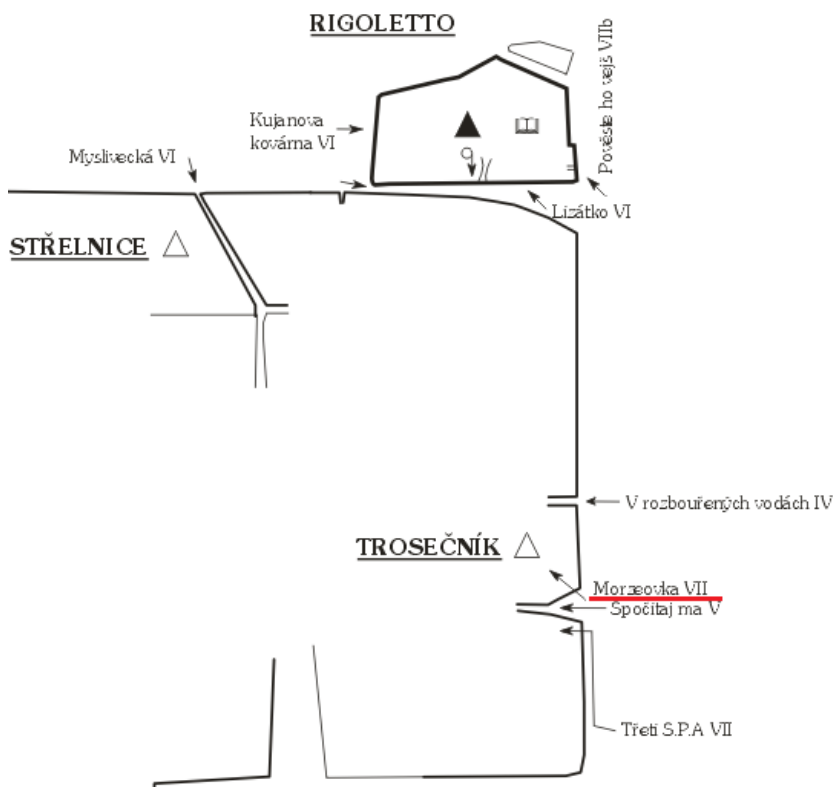 RIGOLETTO
Pověste ho vejš VIIb
Kujanova
kovárna VI
Myslivecká VI
Lízátko VI
STŘELNICE
V rozbouřených vodách IV
TROSEČNÍK
Morzeovka VII
Spočítaj ma V
Třetí S.P.A VII